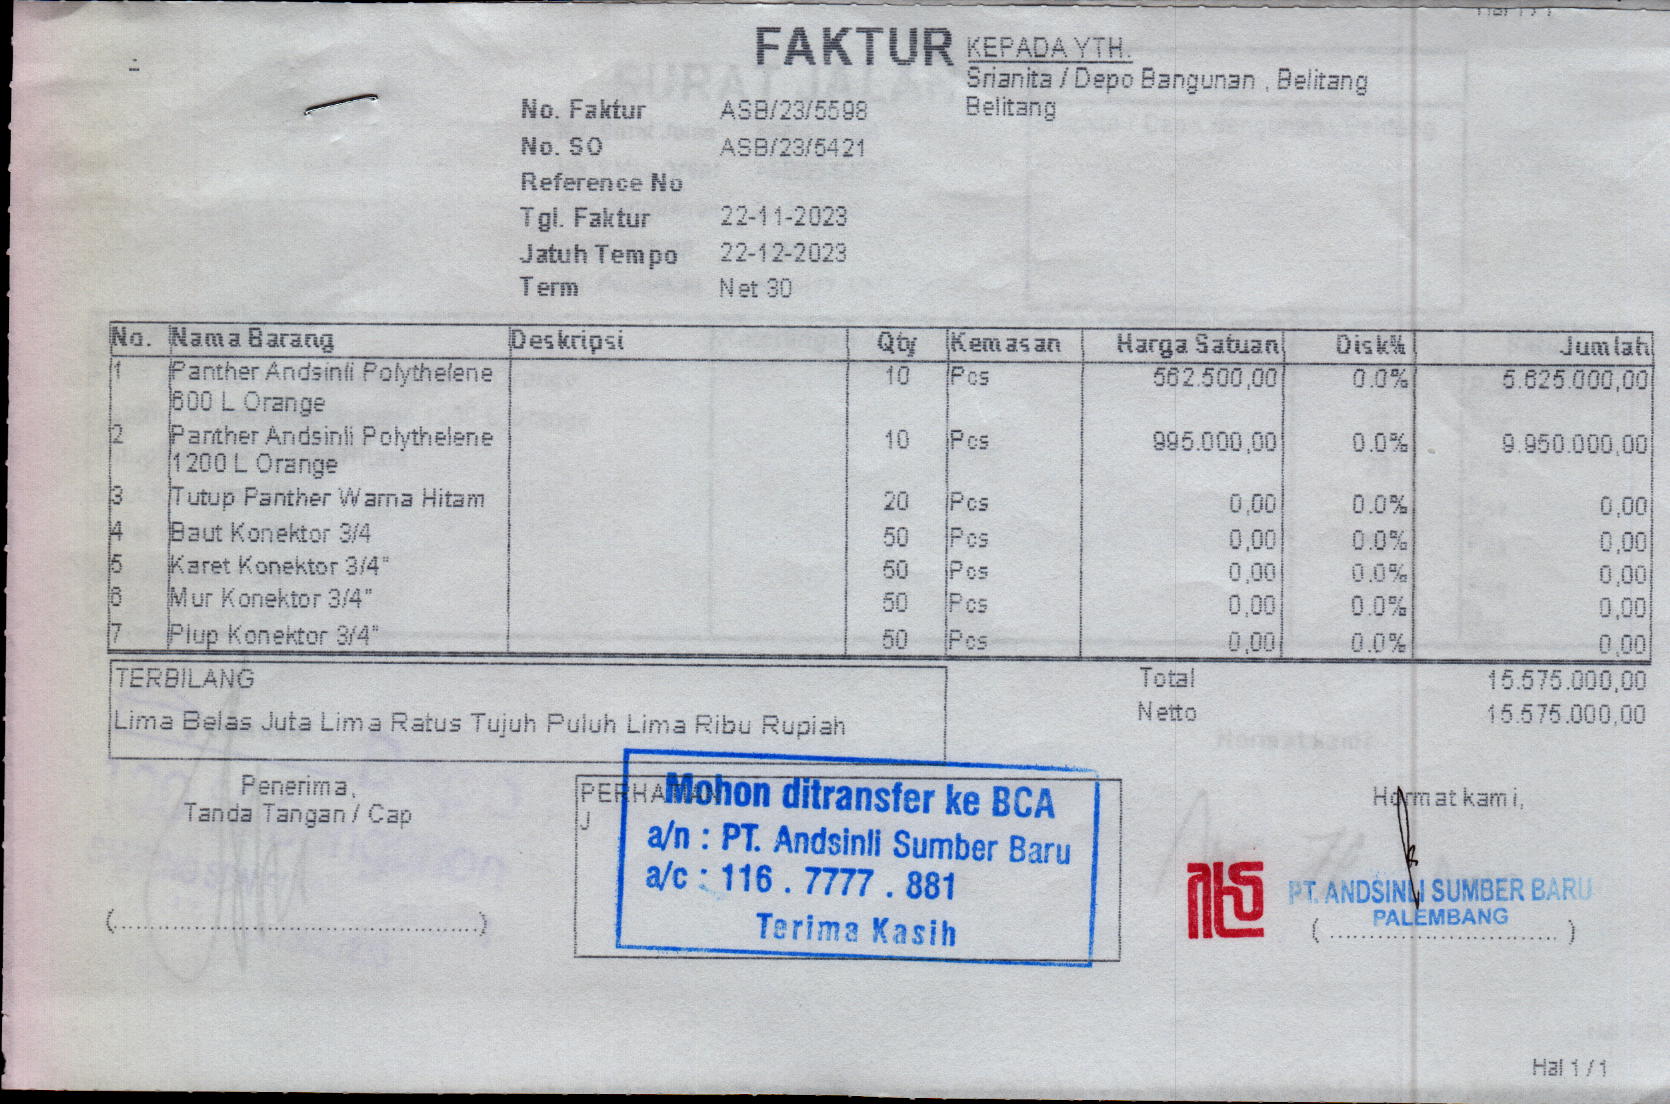 FAKTUR
KEPADA YTH.
Srianita / Depo Bangunan , Belitang
Belitang
No. Faktur ASB/23/5598
No. SO ASB/23/5421
Reference No
Tgl. Faktur 22-11-2023
Jatuh Tempo 22-12-2023
Term Net 30
No. Nama Barang Deskripsi Qty Kemasan Harga Satuan Disk% Jumlah
1 Panther Andsinli Polythelene 10 Pcs 562.500,00 0.0% 5.625.000,00
600 L Orange
2 Panther Andsinli Polythelene 10 Pcs 995.000,00 0.0% 9.950.000,00
1200 L Orange
3 Tutup Panther Warna Hitam 20 Pcs 0,00 0.0% 0,00
4 Baut Konektor 3/4 50 Pcs 0,00 0.0% 0,00
5 Karet Konektor 3/4" 50 Pcs 0,00 0.0% 0,00
6 Mur Konektor 3/4" 50 Pcs 0,00 0.0% 0,00
7 Plup Konektor 3/4" 50 Pcs 0,00 0.0% 0,00
TERBILANG
Lima Belas Juta Lima Ratus Tujuh Puluh Lima Ribu Rupiah
Total 15.575.000,00
Netto 15.575.000,00
Penerima,
Tanda Tangan / Cap
(................................................)
Mohon ditransfer ke BCA
a/n : PT. Andsinli Sumber Baru
a/c : 116 . 7777 . 881
Terima Kasih
Hormat kami,
PT. ANDSINLI SUMBER BARU
PALEMBANG
(..............................)
Hal 1 / 1